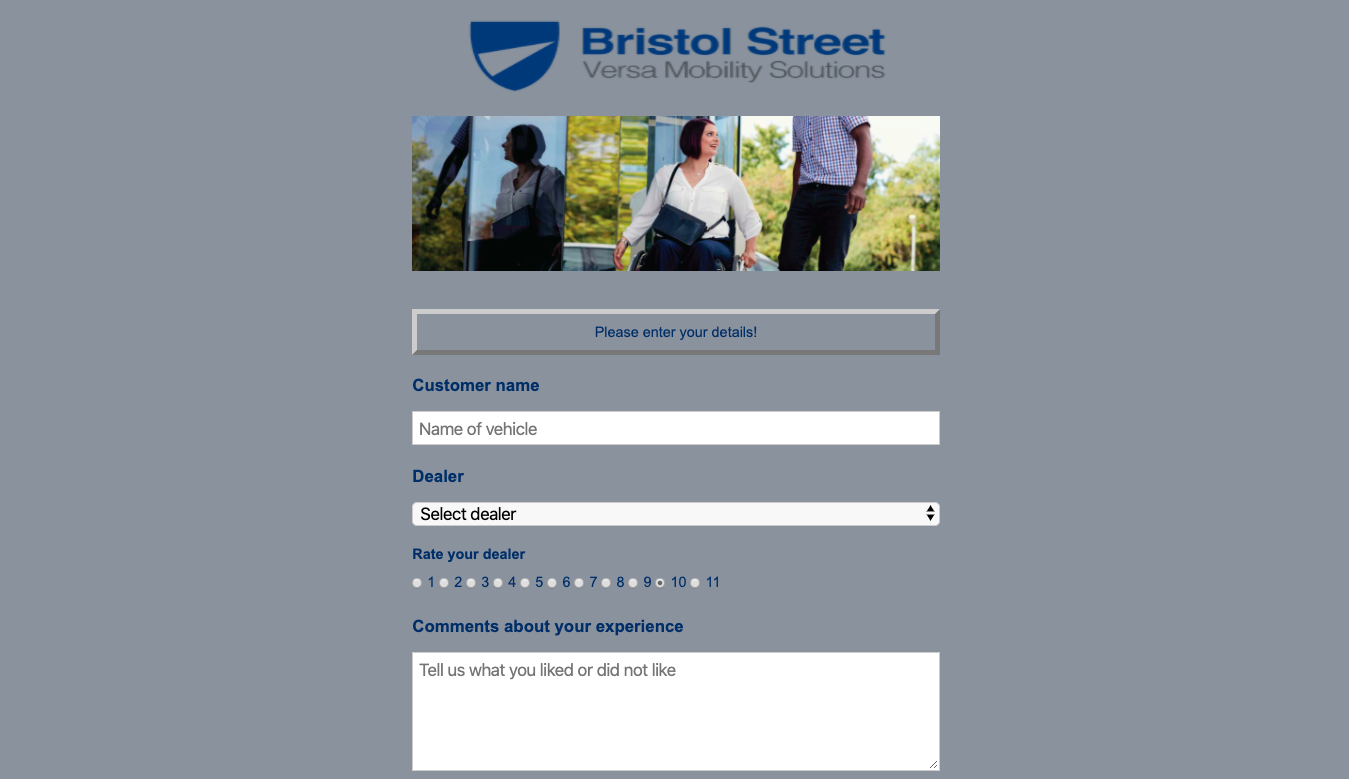 Bristol Street
Versa Mobility Solutions
Please enter your details!
Customer name
Name of vehicle
Dealer
Select dealer
Rate your dealer
1 2 3 4 5 6 7 8 9 10 11
Comments about your experience
Tell us what you liked or did not like